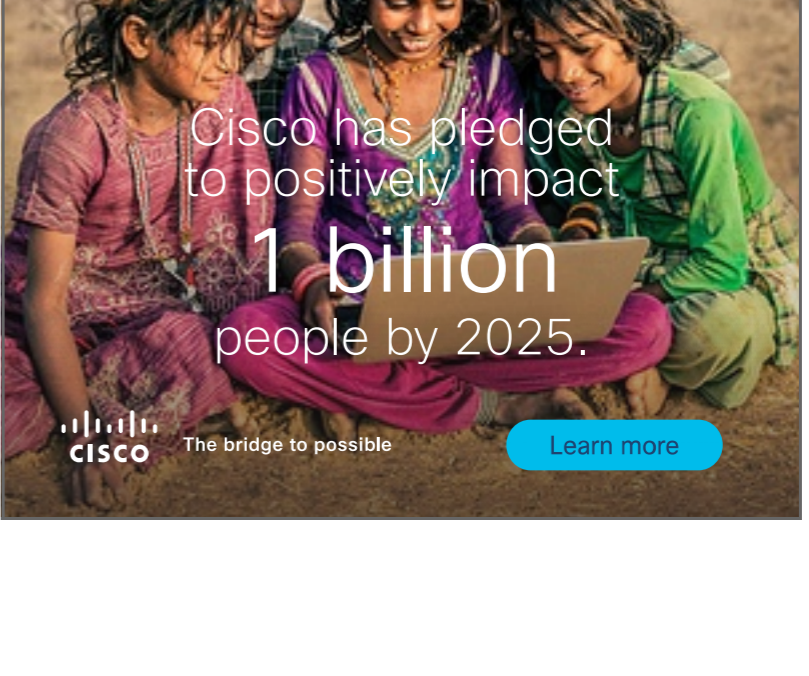 Cisco has pledged
to positively impact
1 billion
people by 2025.
CISCO
The bridge to possible
Learn more